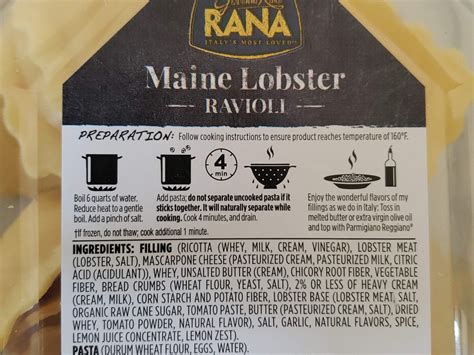 RANA
ITALY'S MOST LOVED
Maine Lobster
RAVIOLI
PREPARATION: Follow cooking instructions to ensure product reaches temperature of 160°F.
4
min
Boil 6 quarts of water.
Reduce heat to a gentle
boil. Add a pinch of salt.
Add pasta; do not separate uncooked pasta if it
sticks together. It will naturally separate while
cooking. Cook 4 minutes, and drain.
Enjoy the wonderful flavors of my
fillings as we do in Italy: Toss in
melted butter or extra virgin olive oil
and top with Parmigiano Reggiano®
†If frozen, do not thaw; cook additional 1 minute.
INGREDIENTS: FILLING (RICOTTA (WHEY, MILK, CREAM, VINEGAR), LOBSTER MEAT
(LOBSTER, SALT), MASCARPONE CHEESE (PASTEURIZED CREAM, PASTEURIZED MILK, CITRIC
ACID (ACIDULANT)), WHEY, UNSALTED BUTTER (CREAM), CHICORY ROOT FIBER, VEGETABLE
FIBER, BREAD CRUMBS (WHEAT FLOUR, YEAST, SALT), 2% OR LESS OF HEAVY CREAM
(CREAM, MILK), CORN STARCH AND POTATO FIBER, LOBSTER BASE (LOBSTER MEAT, SALT,
ORGANIC RAW CANE SUGAR, TOMATO PASTE, BUTTER (PASTEURIZED CREAM, SALT), DRIED
WHEY, TOMATO POWDER, NATURAL FLAVOR), SALT, GARLIC, NATURAL FLAVORS, SPICE,
LEMON JUICE CONCENTRATE, LEMON ZEST).
PASTA (DURUM WHEAT FLOUR, EGGS, WATER).